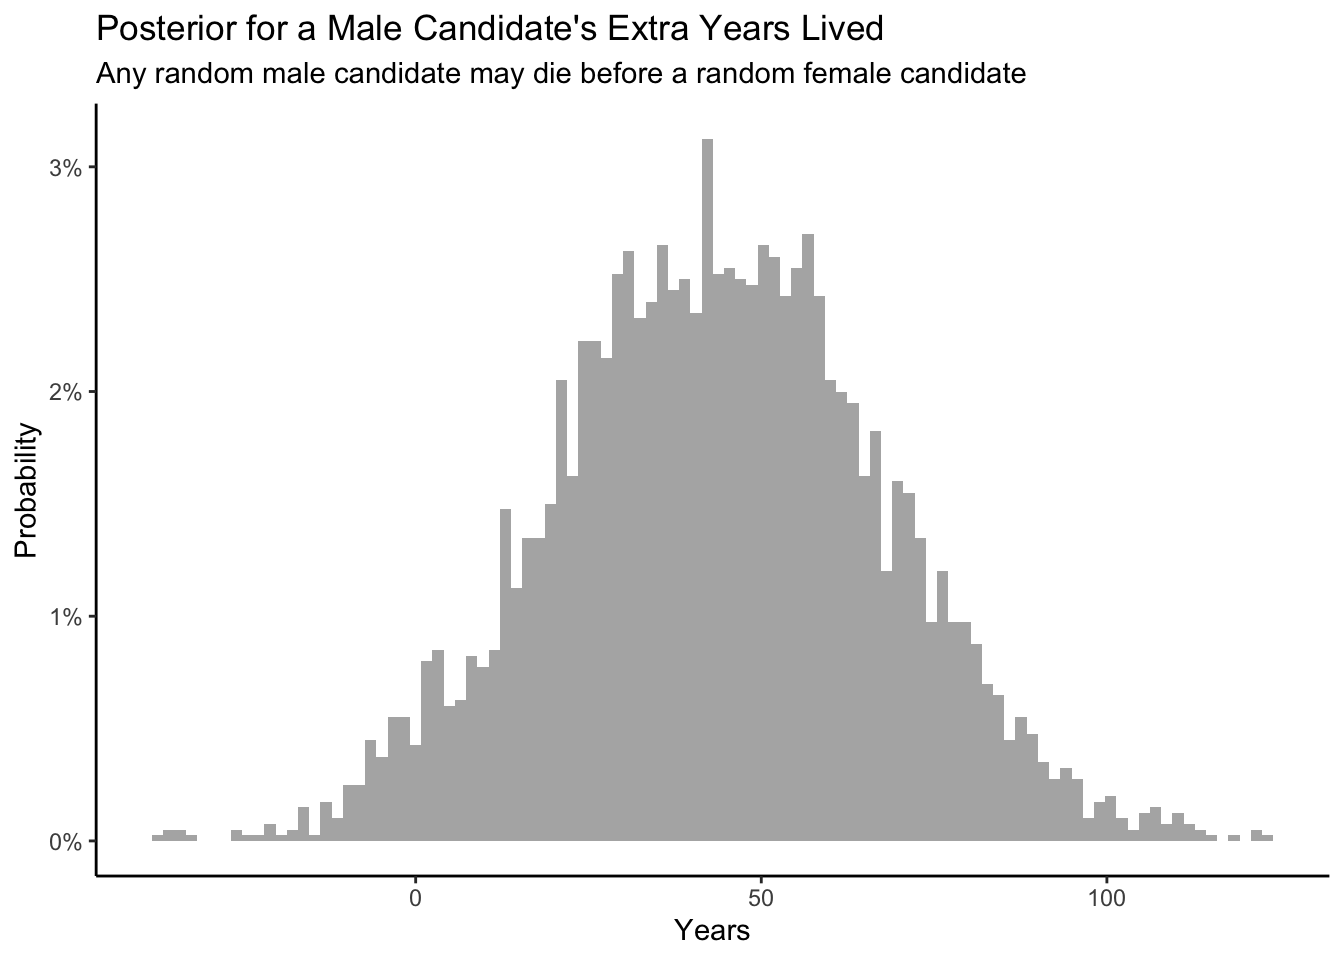 Posterior for a Male Candidate's Extra Years Lived
Any random male candidate may die before a random female candidate
3%
2%
1%
0%
Probability
0 50 100
Years